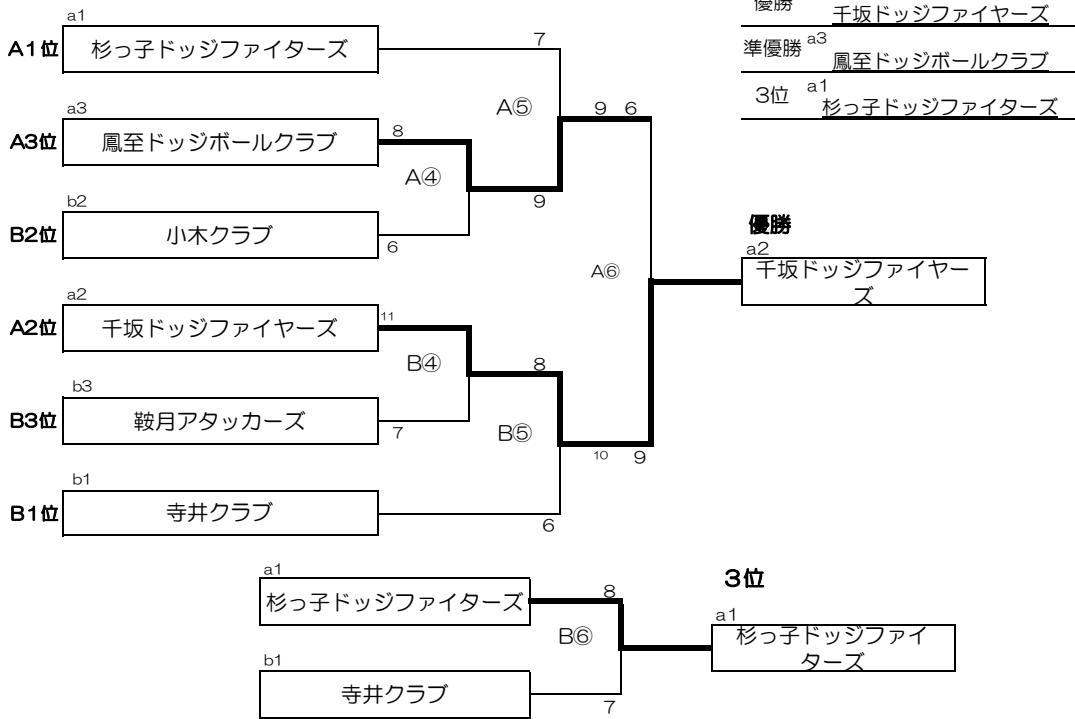 優勝 千坂ドッジファイヤーズ
準優勝 a3 鳳至ドッジボールクラブ
3位 a1 杉っ子ドッジファイターズ
a1
A1位 杉っ子ドッジファイターズ 7
A⑤ 9 6
a3
A3位 鳳至ドッジボールクラブ 8
A④
9
b2
B2位 小木クラブ 6
優勝
a2
千坂ドッジファイヤー
ズ
A⑥
a2
A2位 千坂ドッジファイヤーズ 11
B④ 8
b3
B3位 鞍月アタッカーズ 7
B⑤
10 9
b1
B1位 寺井クラブ 6
3位
a1
杉っ子ドッジファイターズ 8
B⑥
a1
杉っ子ドッジファイ
ターズ
b1
寺井クラブ 7